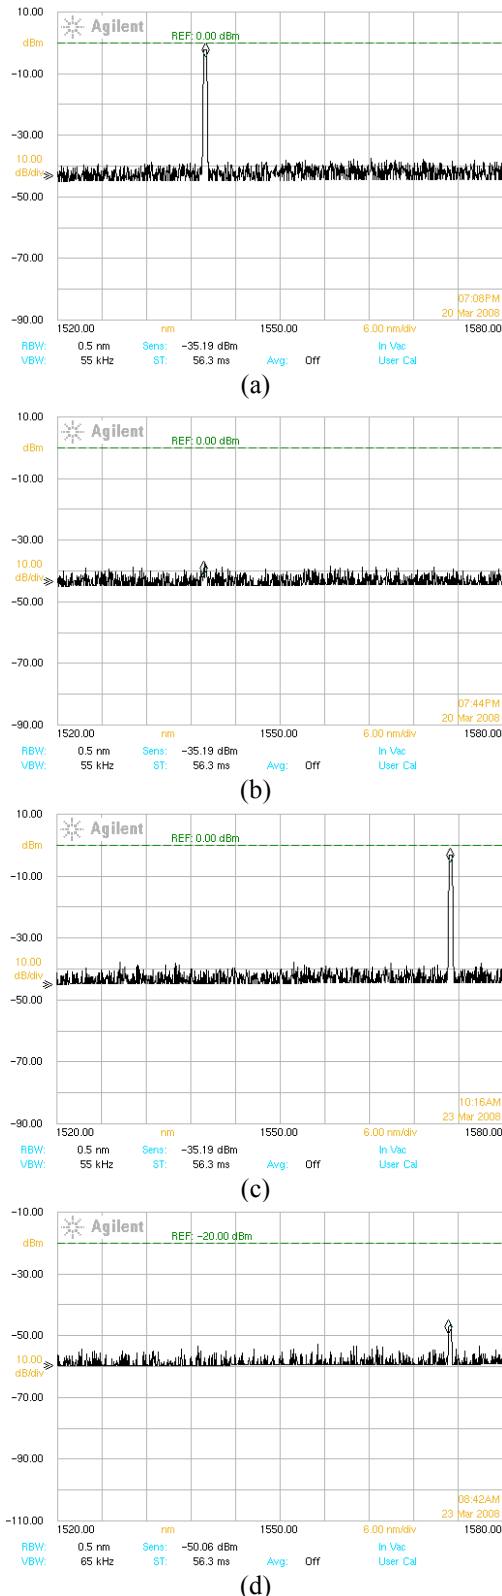 10.00
Agilent
REF: 0.00 dBm
dBm
−10.00
−30.00
10.00
dB/div
−50.00
−70.00
07:08PM
20 Mar 2008
−90.00
1520.00 nm 1550.00 6.00 nm/div 1580.00
RBW: 0.5 nm Sens: −35.19 dBm In Vac
VBW: 55 kHz ST: 56.3 ms Avg: Off User Cal
(a)
10.00
Agilent
REF: 0.00 dBm
dBm
−10.00
−30.00
10.00
dB/div
−50.00
−70.00
07:44PM
20 Mar 2008
−90.00
1520.00 nm 1550.00 6.00 nm/div 1580.00
RBW: 0.5 nm Sens: −35.19 dBm In Vac
VBW: 55 kHz ST: 56.3 ms Avg: Off User Cal
(b)
10.00
Agilent
REF: 0.00 dBm
dBm
−10.00
−30.00
10.00
dB/div
−50.00
−70.00
10:16AM
23 Mar 2008
−90.00
1520.00 nm 1550.00 6.00 nm/div 1580.00
RBW: 0.5 nm Sens: −35.19 dBm In Vac
VBW: 55 kHz ST: 56.3 ms Avg: Off User Cal
(c)
−10.00
Agilent
REF: −20.00 dBm
dBm
−30.00
−50.00
10.00
dB/div
−70.00
−90.00
08:42AM
23 Mar 2008
−110.00
1520.00 nm 1550.00 6.00 nm/div 1580.00
RBW: 0.5 nm Sens: −50.06 dBm In Vac
VBW: 65 kHz ST: 56.3 ms Avg: Off User Cal
(d)